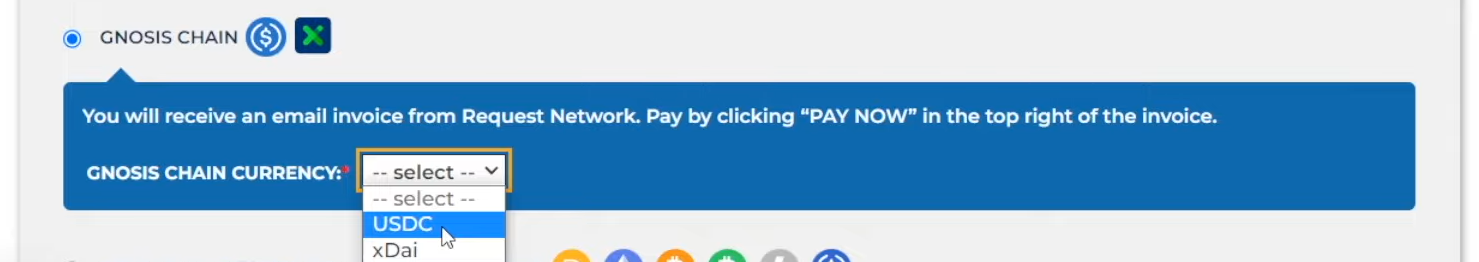 GNOSIS CHAIN
You will receive an email invoice from Request Network. Pay by clicking “PAY NOW” in the top right of the invoice.
GNOSIS CHAIN CURRENCY:* -- select --
-- select --
USDC
xDai